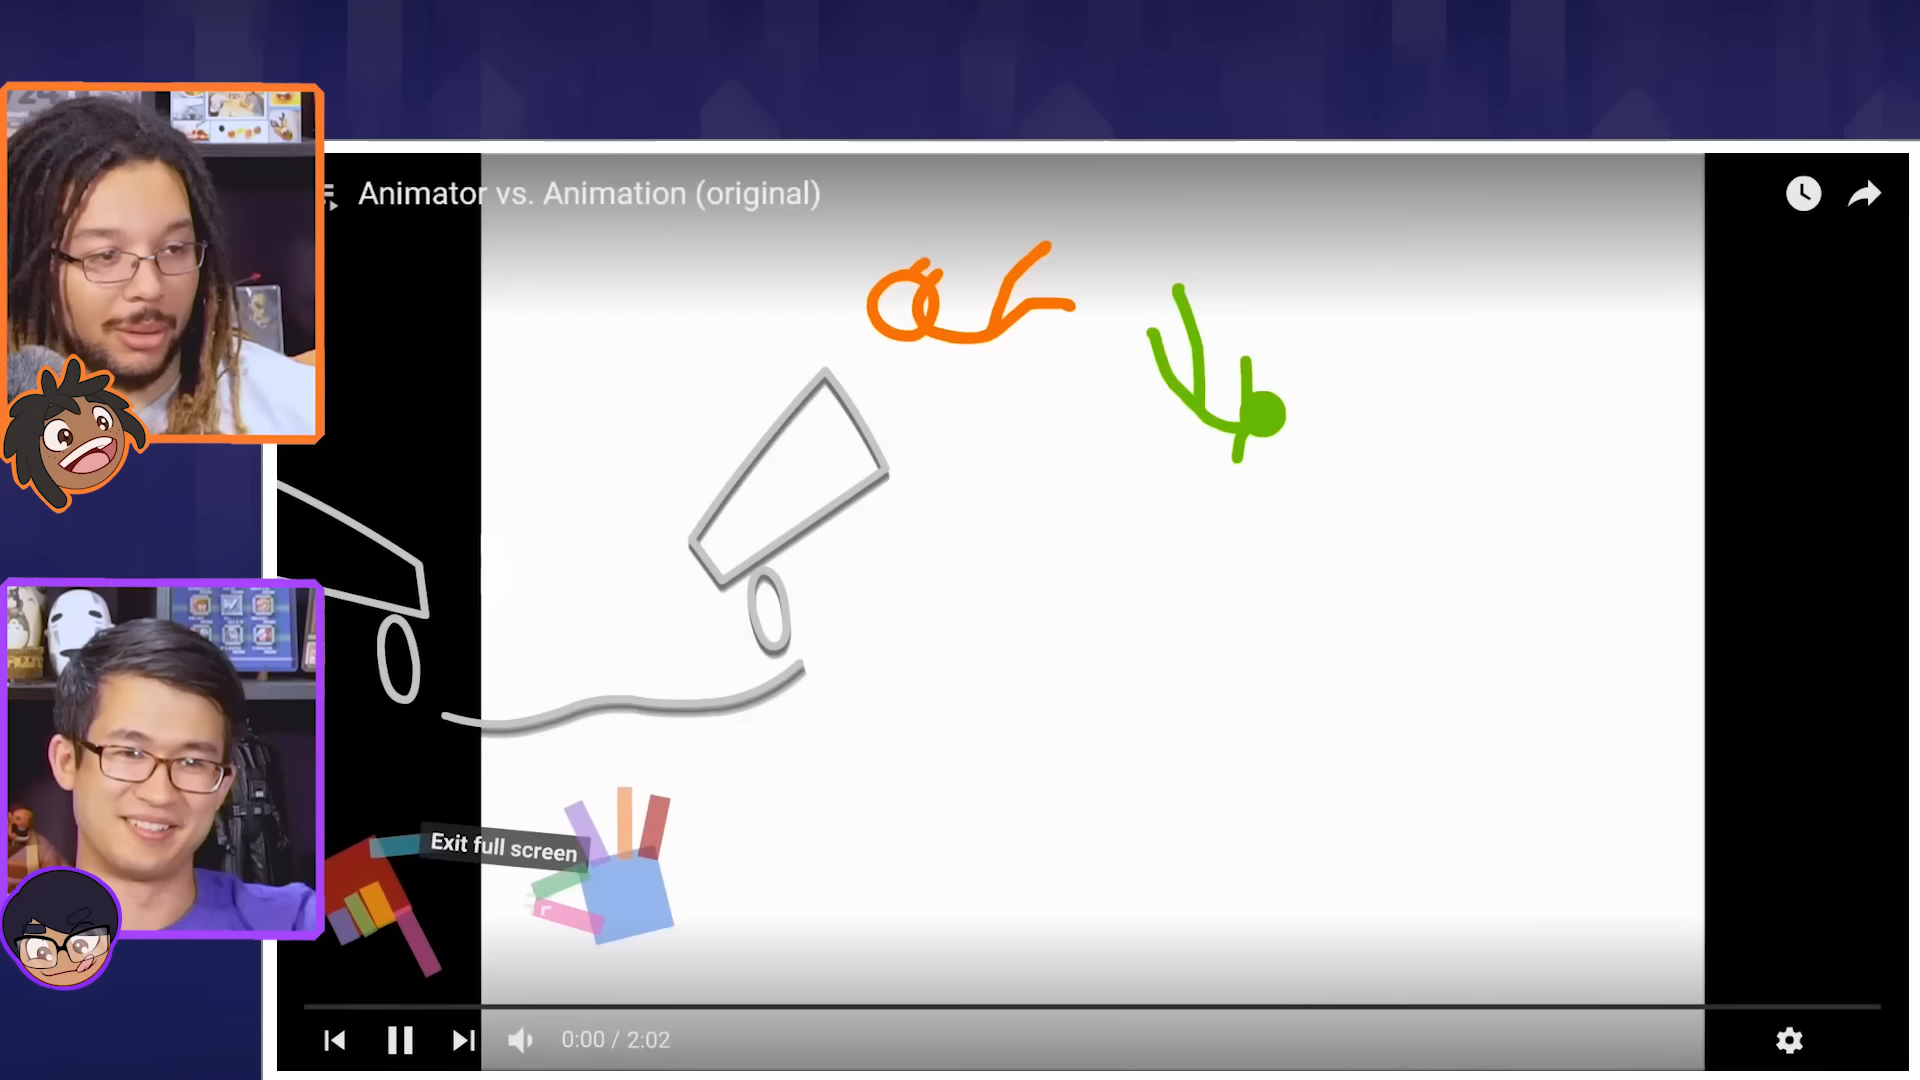 Animator vs. Animation (original)
Exit full screen
0:00 / 2:02